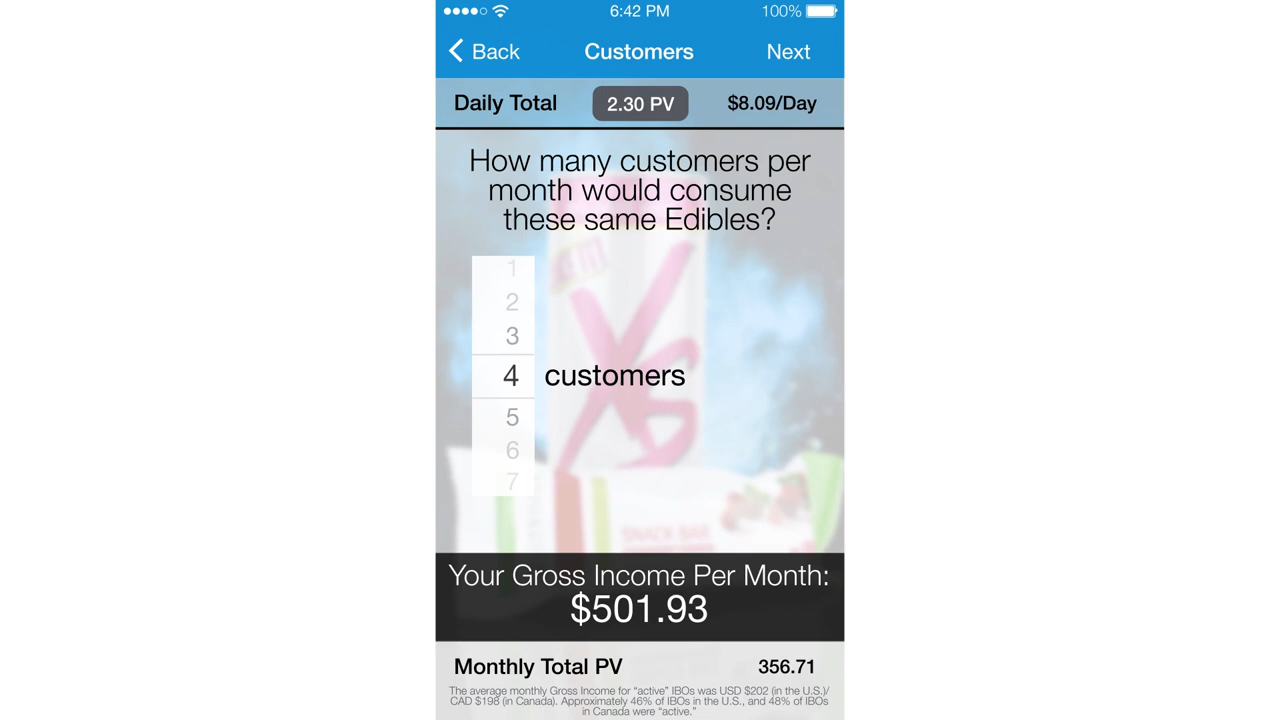 6:42 PM 100%
Back Customers Next
Daily Total 2.30 PV $8.09/Day
How many customers per
month would consume
these same Edibles?
1
2
3
4 customers
5
6
7
XS
SNACK BAR
Your Gross Income Per Month:
$501.93
Monthly Total PV 356.71
The average monthly Gross Income for “active” IBOs was USD $202 (in the U.S.)/
CAD $198 (in Canada). Approximately 46% of IBOs in the U.S., and 48% of IBOs
in Canada were “active.”